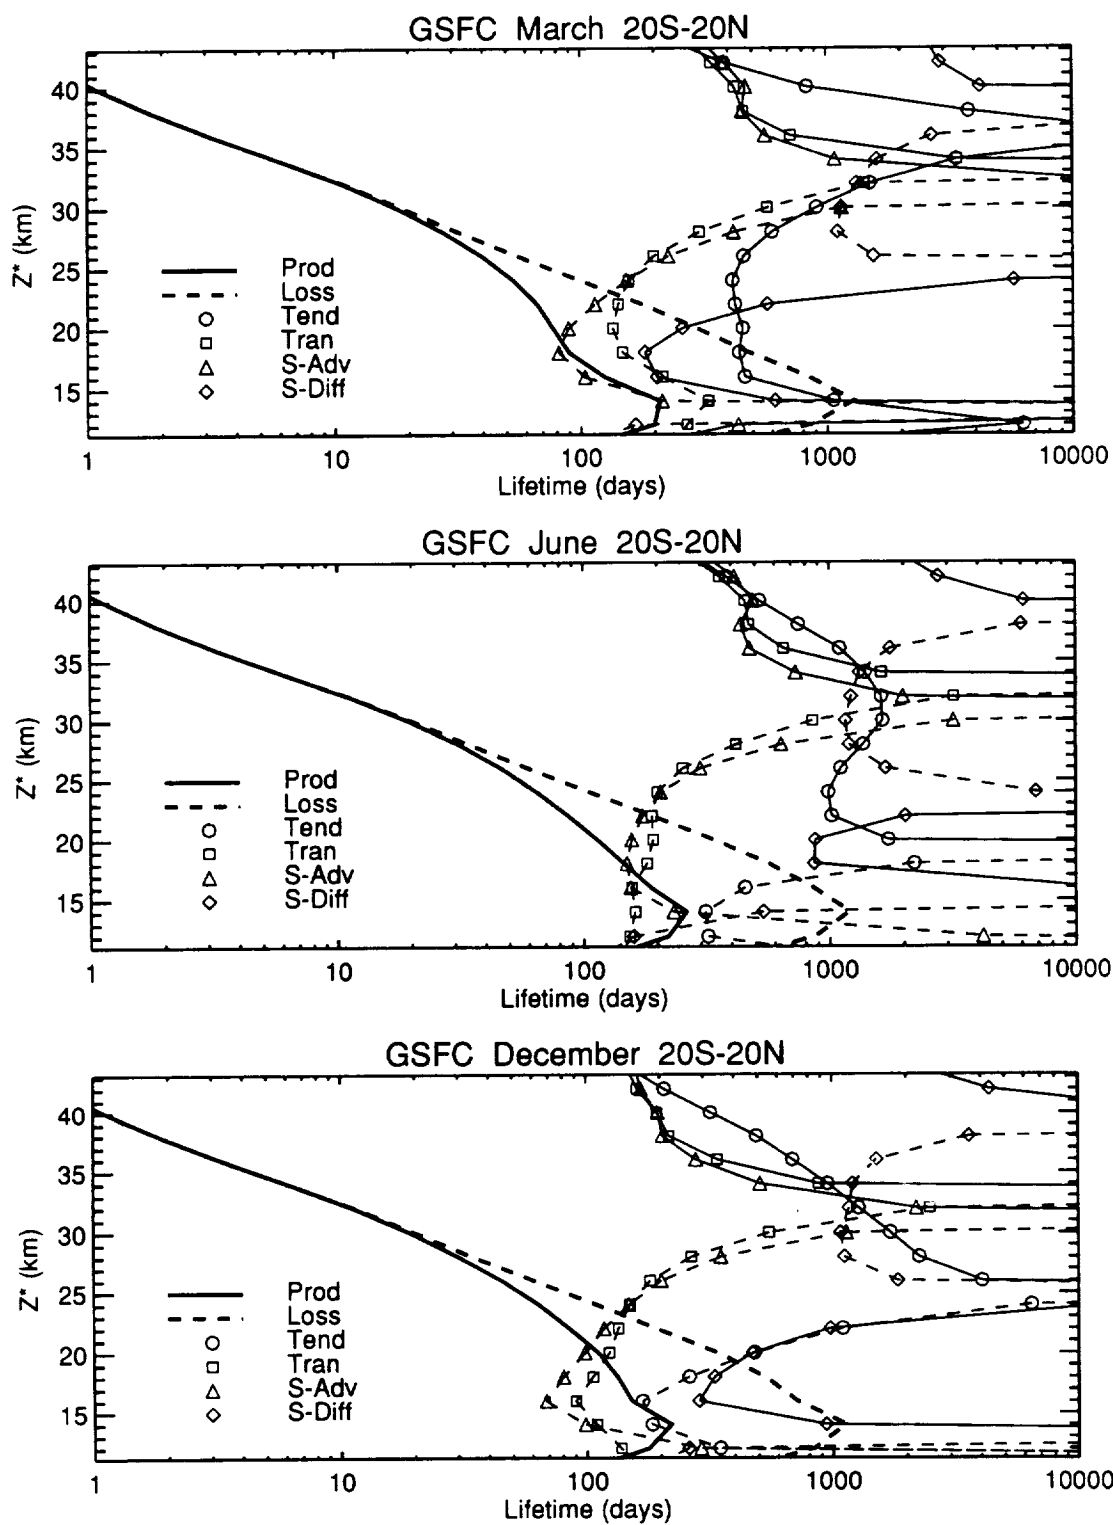 GSFC March 20S-20N
40
35
30
25
20
15
Z* (km)
Prod
Loss
Tend
Tran
S-Adv
S-Diff
1 10 100 1000 10000
Lifetime (days)
GSFC June 20S-20N
40
35
30
25
20
15
Z* (km)
Prod
Loss
Tend
Tran
S-Adv
S-Diff
1 10 100 1000 10000
Lifetime (days)
GSFC December 20S-20N
40
35
30
25
20
15
Z* (km)
Prod
Loss
Tend
Tran
S-Adv
S-Diff
1 10 100 1000 10000
Lifetime (days)